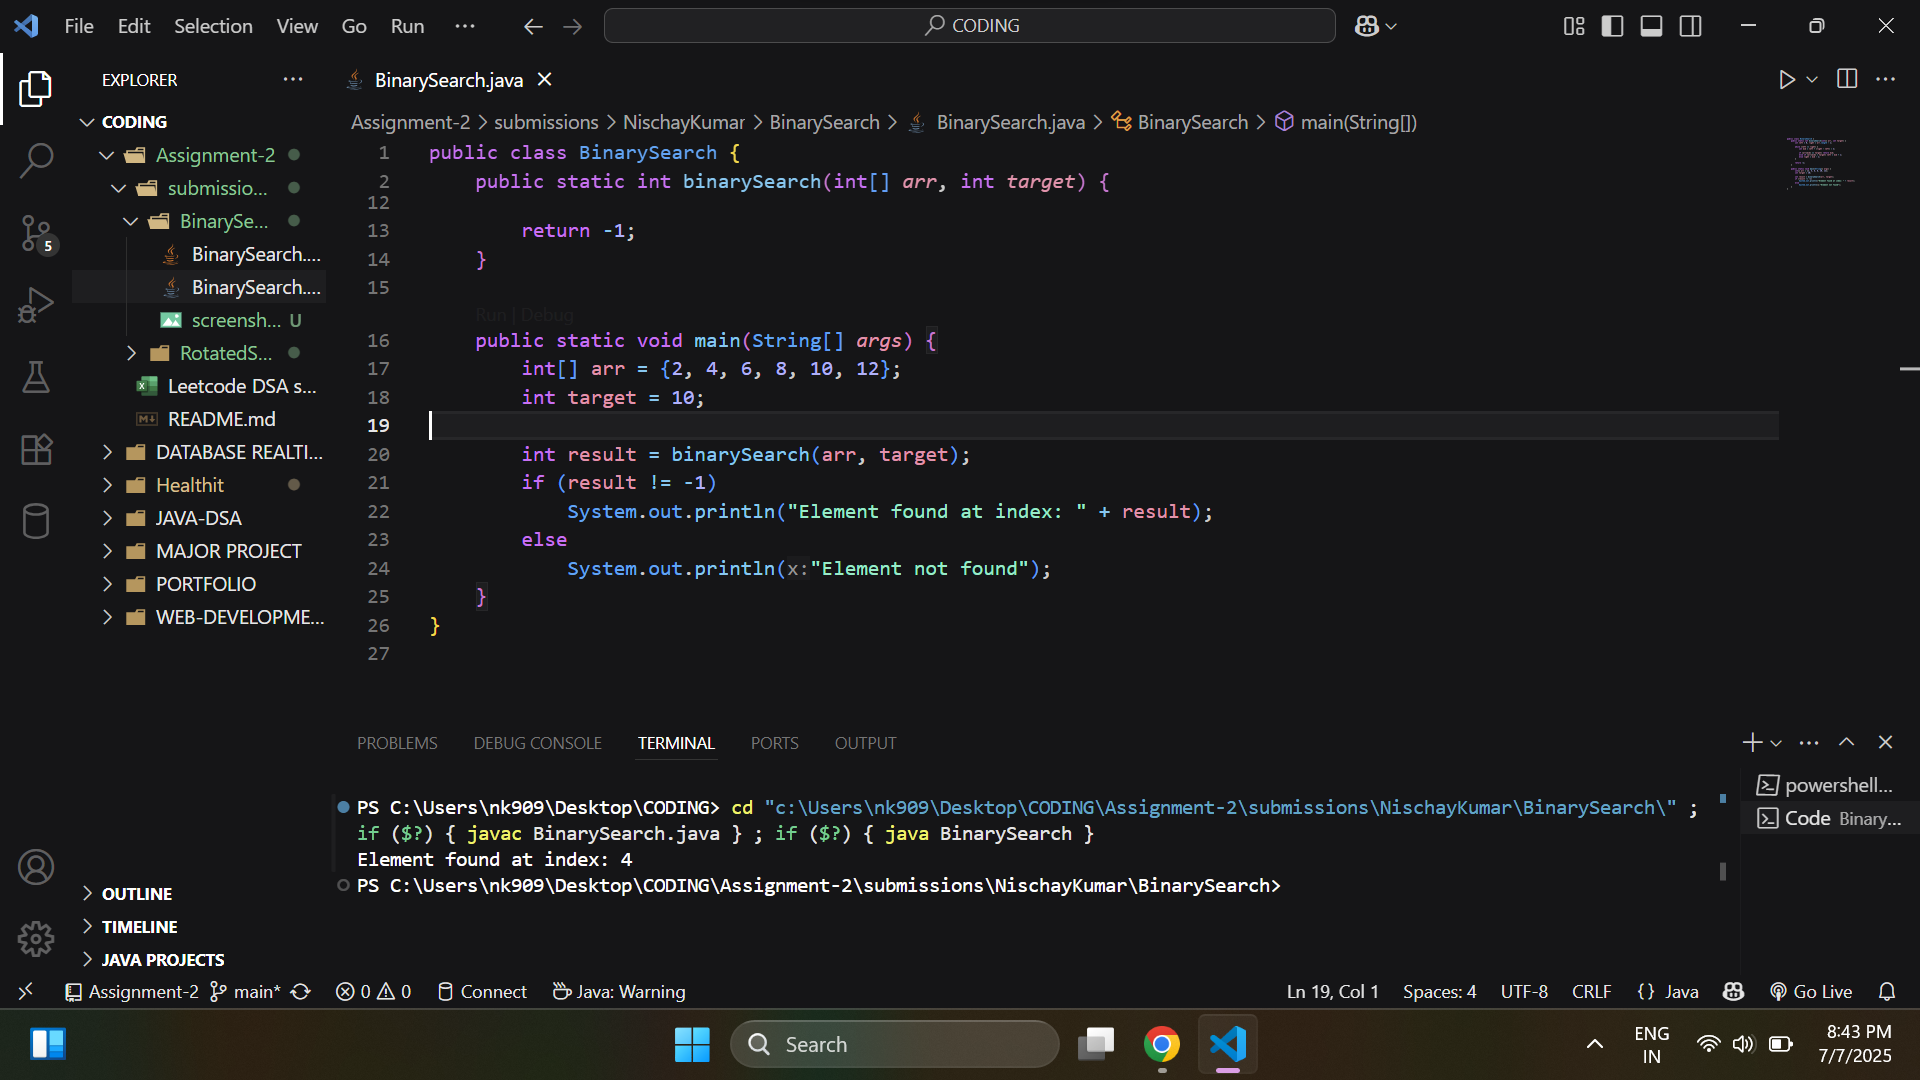 File Edit Selection View Go Run ··· CODING
EXPLORER ···
CODING
Assignment-2
submissio...
BinarySe...
BinarySearch....
BinarySearch....
screensh... U
RotatedS...
Leetcode DSA s...
README.md
DATABASE REALTI...
Healthit
JAVA-DSA
MAJOR PROJECT
PORTFOLIO
WEB-DEVELOPME...
OUTLINE
TIMELINE
JAVA PROJECTS
5
BinarySearch.java
Assignment-2 > submissions > NischayKumar > BinarySearch > BinarySearch.java > BinarySearch > main(String[])
1 public class BinarySearch {
2 public static int binarySearch(int[] arr, int target) {
12
13 return -1;
14 }
15
Run | Debug
16 public static void main(String[] args) {
17 int[] arr = {2, 4, 6, 8, 10, 12};
18 int target = 10;
19
20 int result = binarySearch(arr, target);
21 if (result != -1)
22 System.out.println("Element found at index: " + result);
23 else
24 System.out.println(x:"Element not found");
25 }
26 }
27
PROBLEMS DEBUG CONSOLE TERMINAL PORTS OUTPUT
PS C:\Users\nk909\Desktop\CODING> cd "c:\Users\nk909\Desktop\CODING\Assignment-2\submissions\NischayKumar\BinarySearch\" ;
if ($?) { javac BinarySearch.java } ; if ($?) { java BinarySearch }
Element found at index: 4
PS C:\Users\nk909\Desktop\CODING\Assignment-2\submissions\NischayKumar\BinarySearch>
powershell...
Code Binary...
Assignment-2 main* 0 0 Connect Java: Warning Ln 19, Col 1 Spaces: 4 UTF-8 CRLF {} Java Go Live
Search
ENG
IN
8:43 PM
7/7/2025